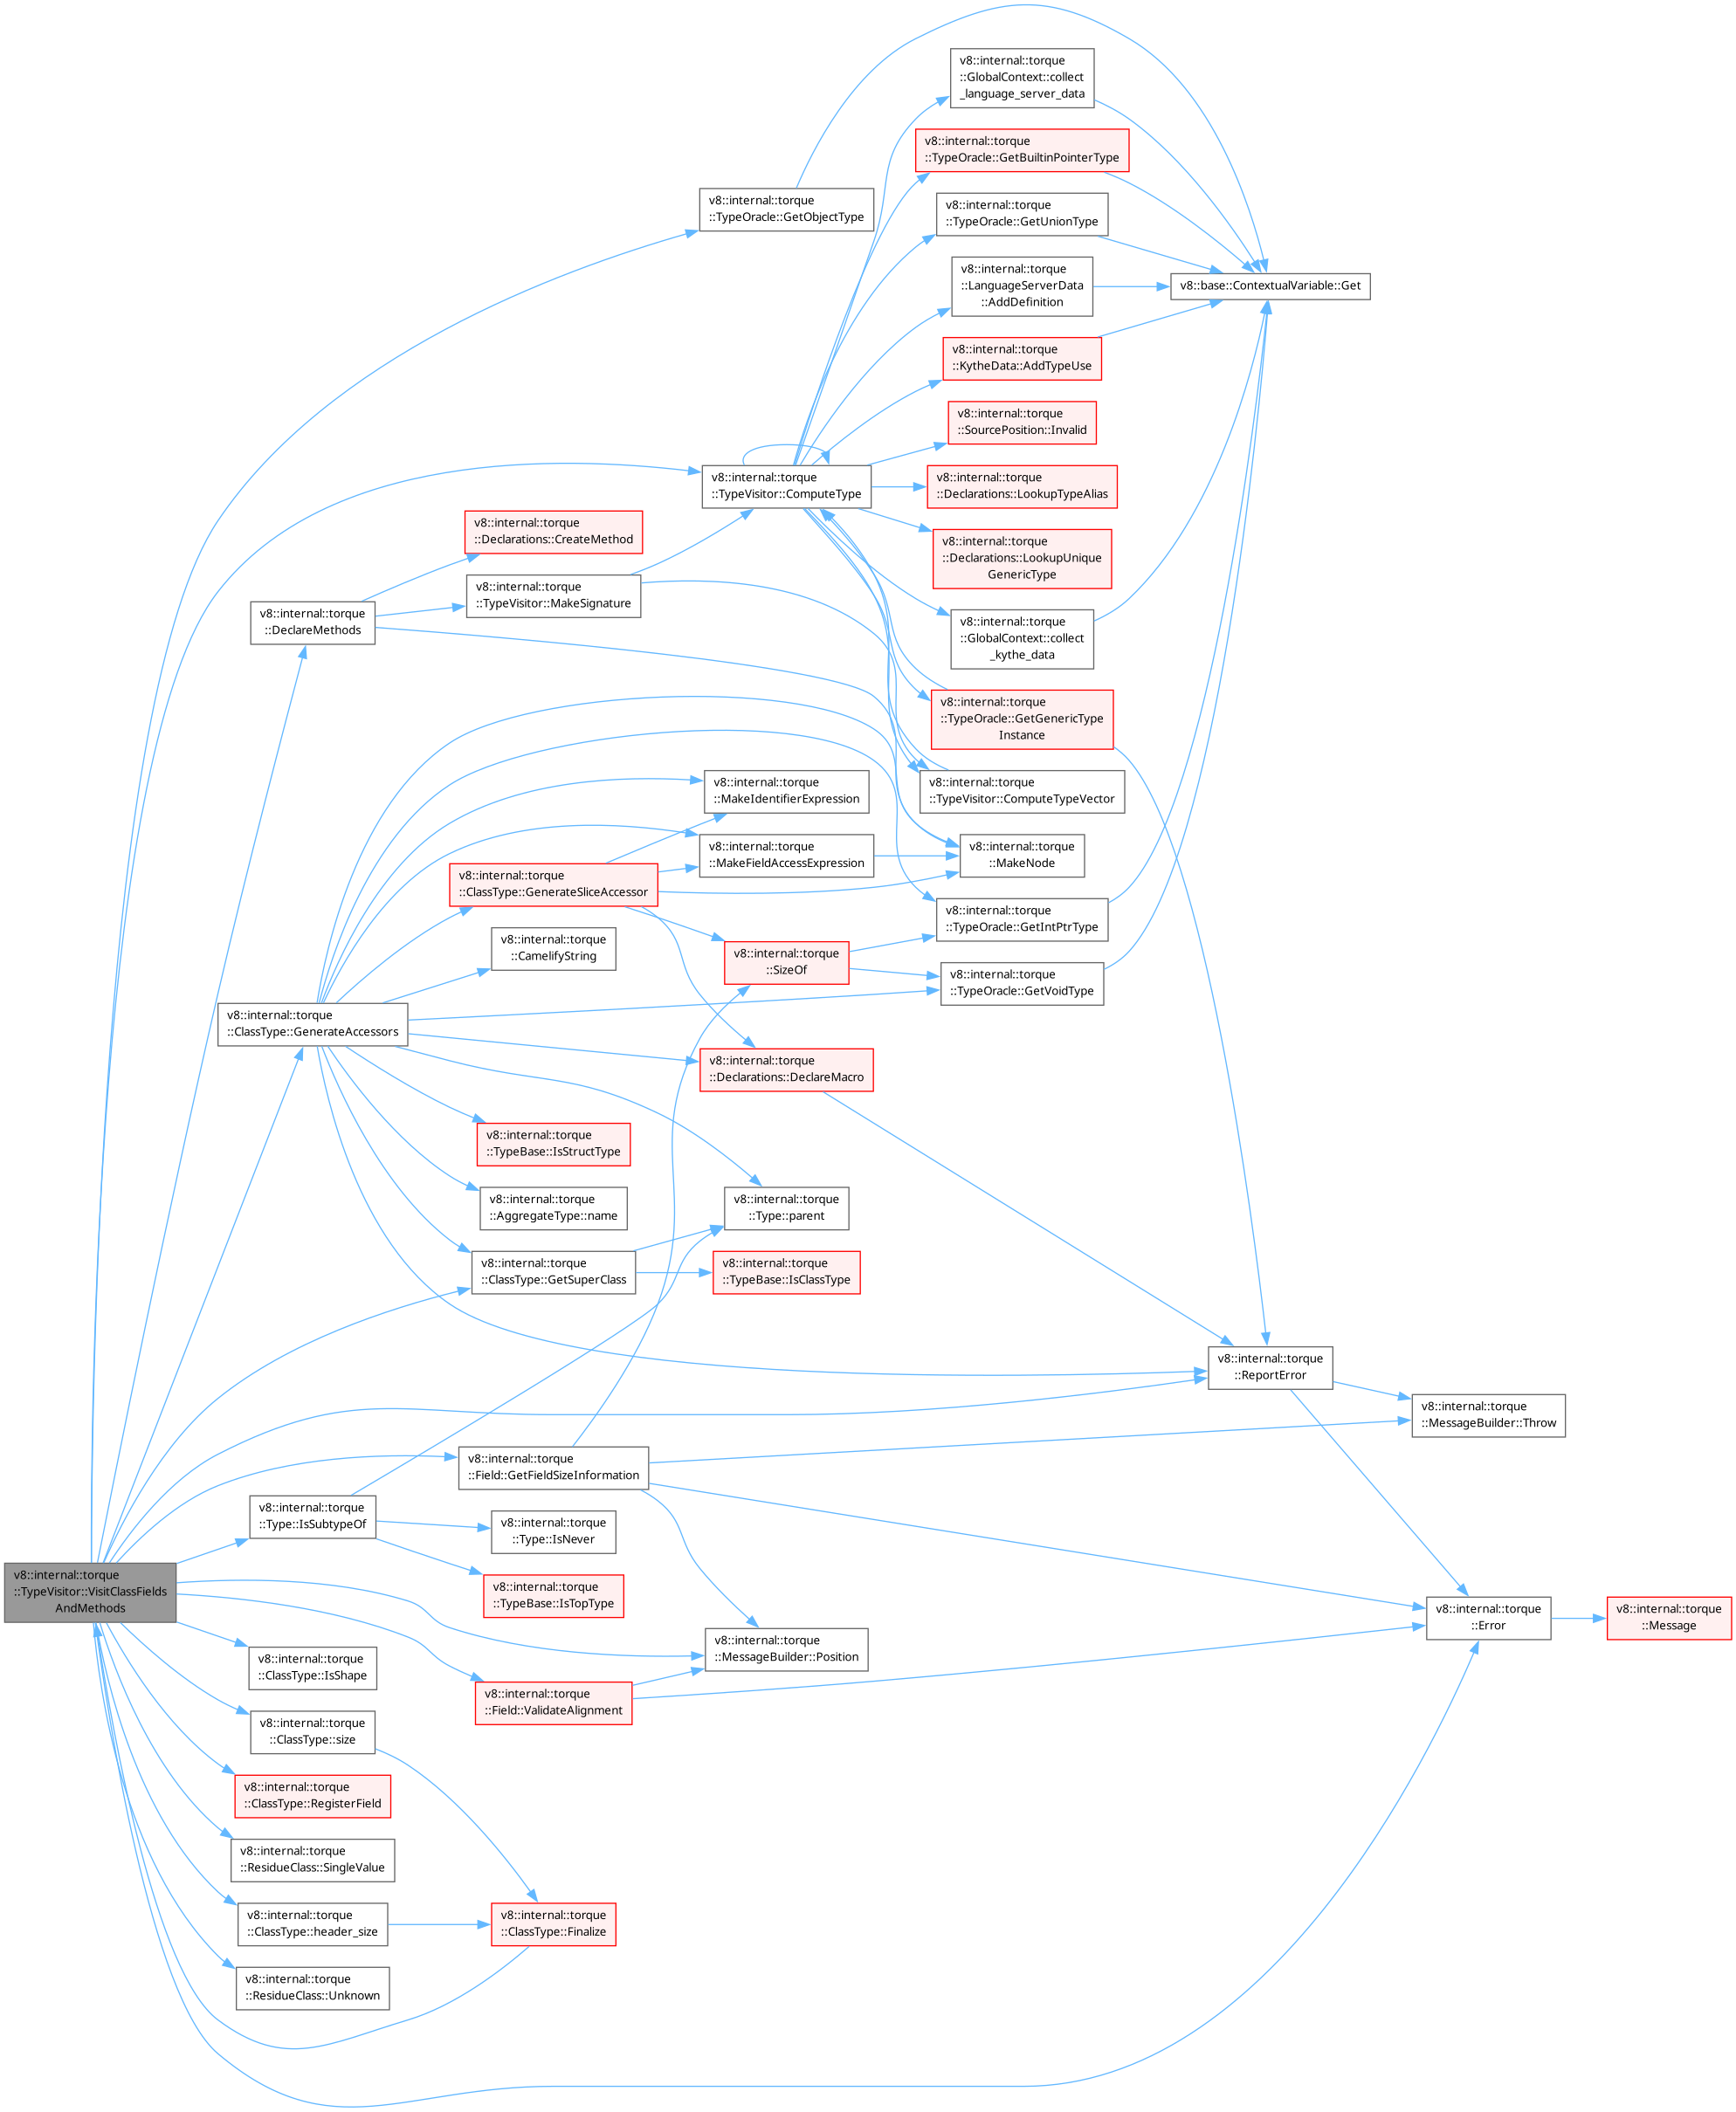 v8::internal::torque
::GlobalContext::collect
_language_server_data
v8::internal::torque
::TypeOracle::GetBuiltinPointerType
v8::internal::torque
::TypeOracle::GetObjectType
v8::internal::torque
::TypeOracle::GetUnionType
v8::internal::torque
::LanguageServerData
::AddDefinition
v8::base::ContextualVariable::Get
v8::internal::torque
::KytheData::AddTypeUse
v8::internal::torque
::SourcePosition::Invalid
v8::internal::torque
::TypeVisitor::ComputeType
v8::internal::torque
::Declarations::LookupTypeAlias
v8::internal::torque
::Declarations::CreateMethod
v8::internal::torque
::Declarations::LookupUnique
GenericType
v8::internal::torque
::TypeVisitor::MakeSignature
v8::internal::torque
::DeclareMethods
v8::internal::torque
::GlobalContext::collect
_kythe_data
v8::internal::torque
::TypeOracle::GetGenericType
Instance
v8::internal::torque
::MakeIdentifierExpression
v8::internal::torque
::TypeVisitor::ComputeTypeVector
v8::internal::torque
::MakeFieldAccessExpression
v8::internal::torque
::MakeNode
v8::internal::torque
::ClassType::GenerateSliceAccessor
v8::internal::torque
::TypeOracle::GetIntPtrType
v8::internal::torque
::CamelifyString
v8::internal::torque
::SizeOf
v8::internal::torque
::TypeOracle::GetVoidType
v8::internal::torque
::ClassType::GenerateAccessors
v8::internal::torque
::Declarations::DeclareMacro
v8::internal::torque
::TypeBase::IsStructType
v8::internal::torque
::AggregateType::name
v8::internal::torque
::Type::parent
v8::internal::torque
::ClassType::GetSuperClass
v8::internal::torque
::TypeBase::IsClassType
v8::internal::torque
::ReportError
v8::internal::torque
::MessageBuilder::Throw
v8::internal::torque
::Field::GetFieldSizeInformation
v8::internal::torque
::Type::IsSubtypeOf
v8::internal::torque
::Type::IsNever
v8::internal::torque
::TypeVisitor::VisitClassFields
AndMethods
v8::internal::torque
::TypeBase::IsTopType
v8::internal::torque
::Error
v8::internal::torque
::Message
v8::internal::torque
::ClassType::IsShape
v8::internal::torque
::MessageBuilder::Position
v8::internal::torque
::Field::ValidateAlignment
v8::internal::torque
::ClassType::size
v8::internal::torque
::ClassType::RegisterField
v8::internal::torque
::ResidueClass::SingleValue
v8::internal::torque
::ClassType::header_size
v8::internal::torque
::ClassType::Finalize
v8::internal::torque
::ResidueClass::Unknown